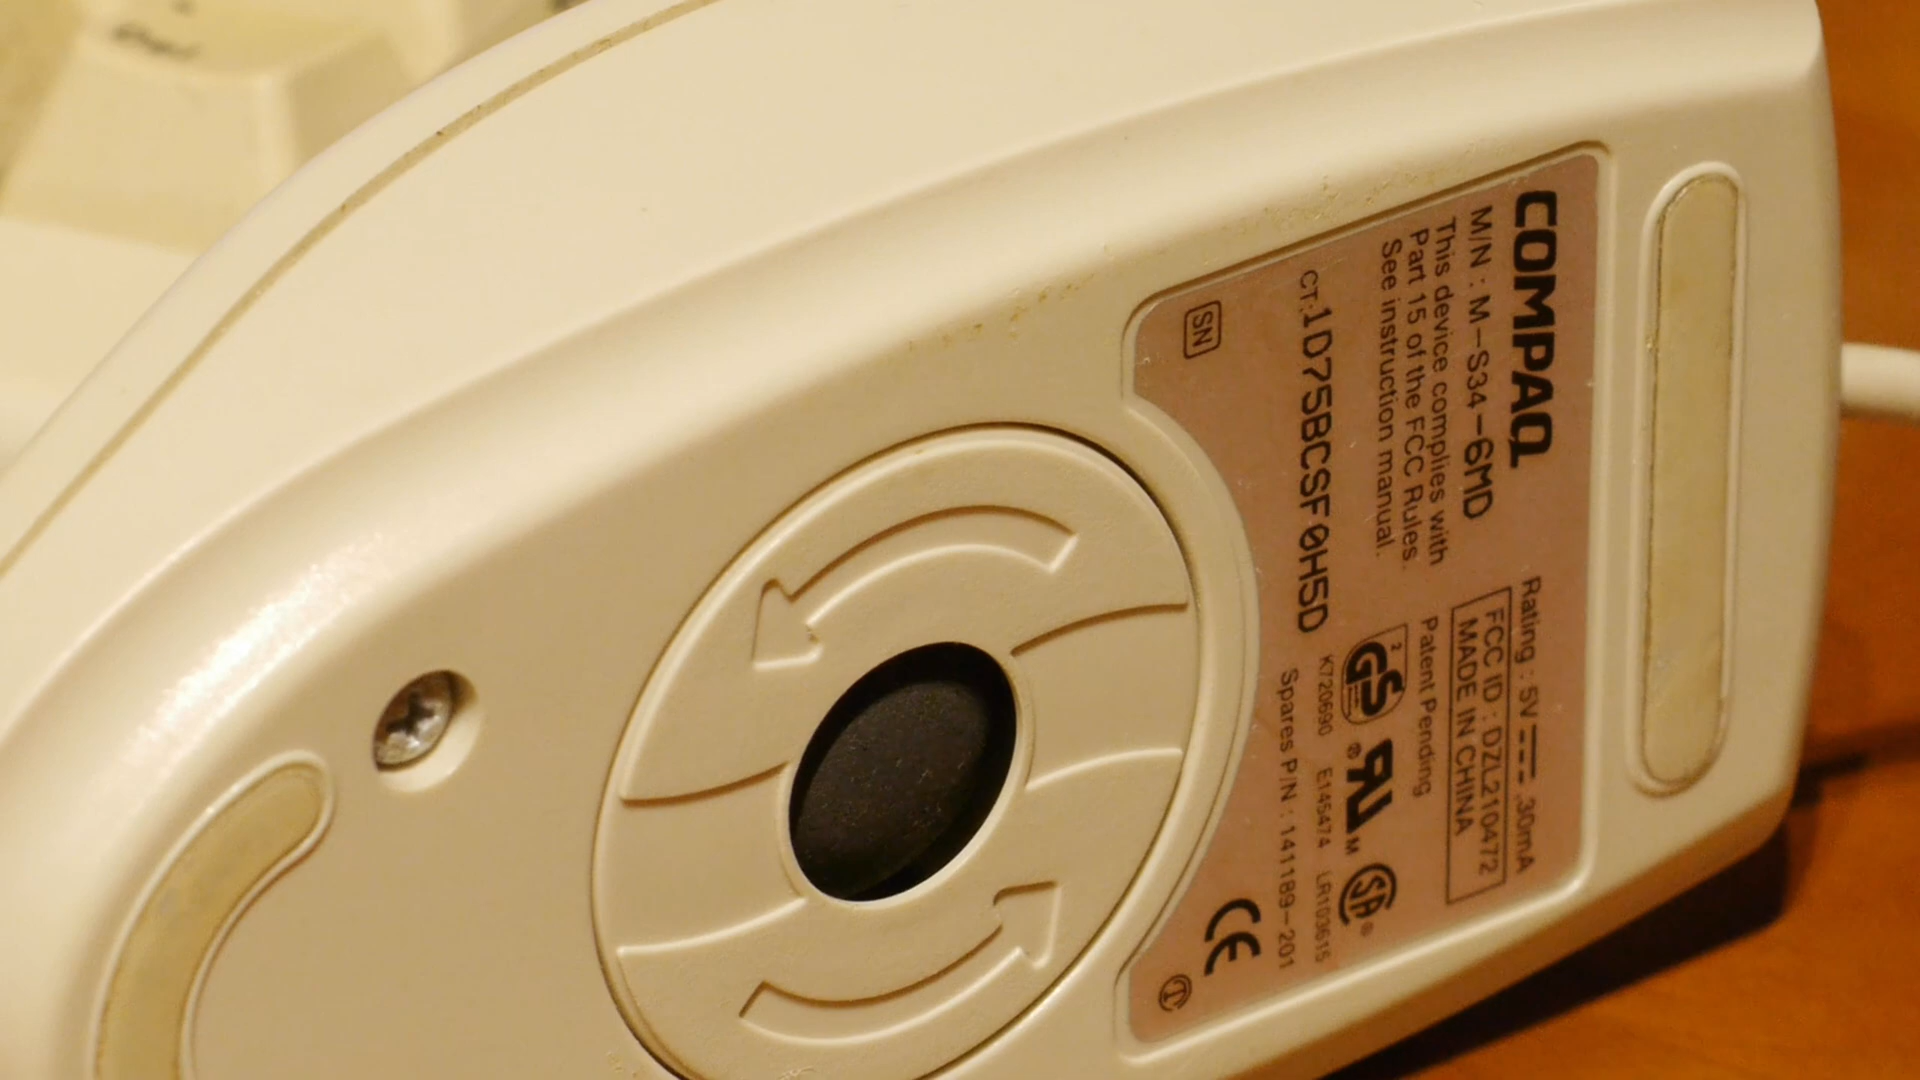 COMPAQ
M/N : M-S34-6MD
This device complies with
Part 15 of the FCC Rules.
See instruction manual.
CT:1D75BCSF0H5D
SN
Rating : 5V 30mA
FCC ID : DZL210472
MADE IN CHINA
Patent Pending
GS
K720690 E145474 LR103615
Spares P/N : 141189-201
CE